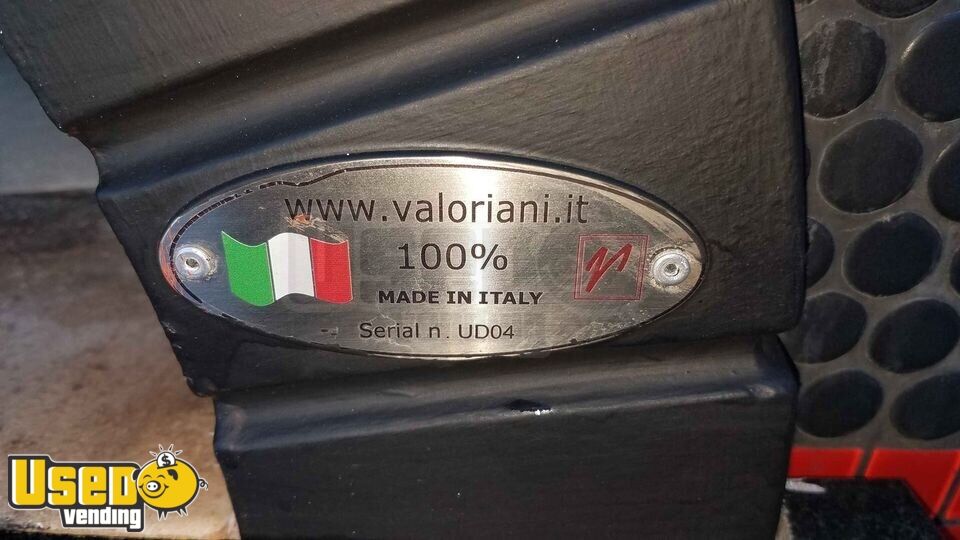 www.valoriani.it
100%
MADE IN ITALY
Serial n. UD04
USED
vending